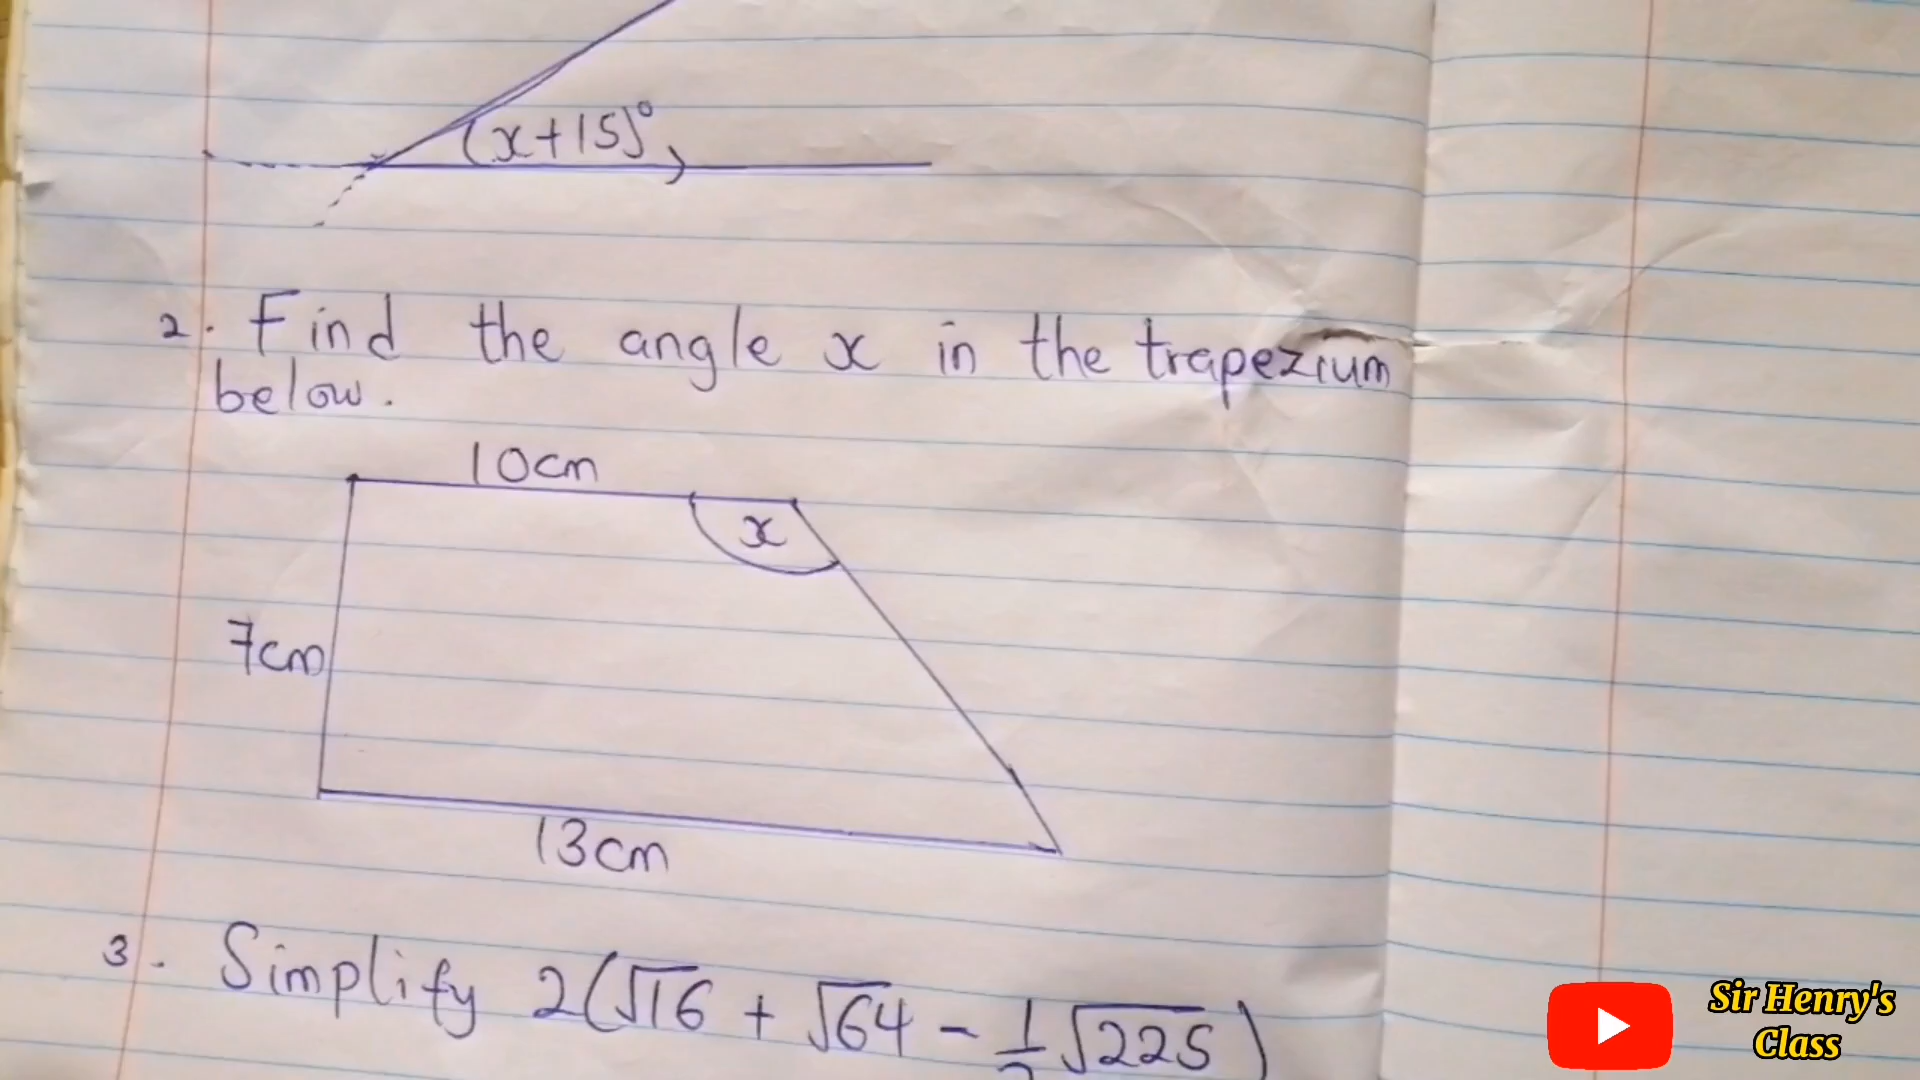 (x+15)°
2. Find the angle x in the trapezium
below.
10cm
x
7cm
13cm
3. Simplify 2(√16 + √64 - 1/2 √225)
Sir Henry's
Class